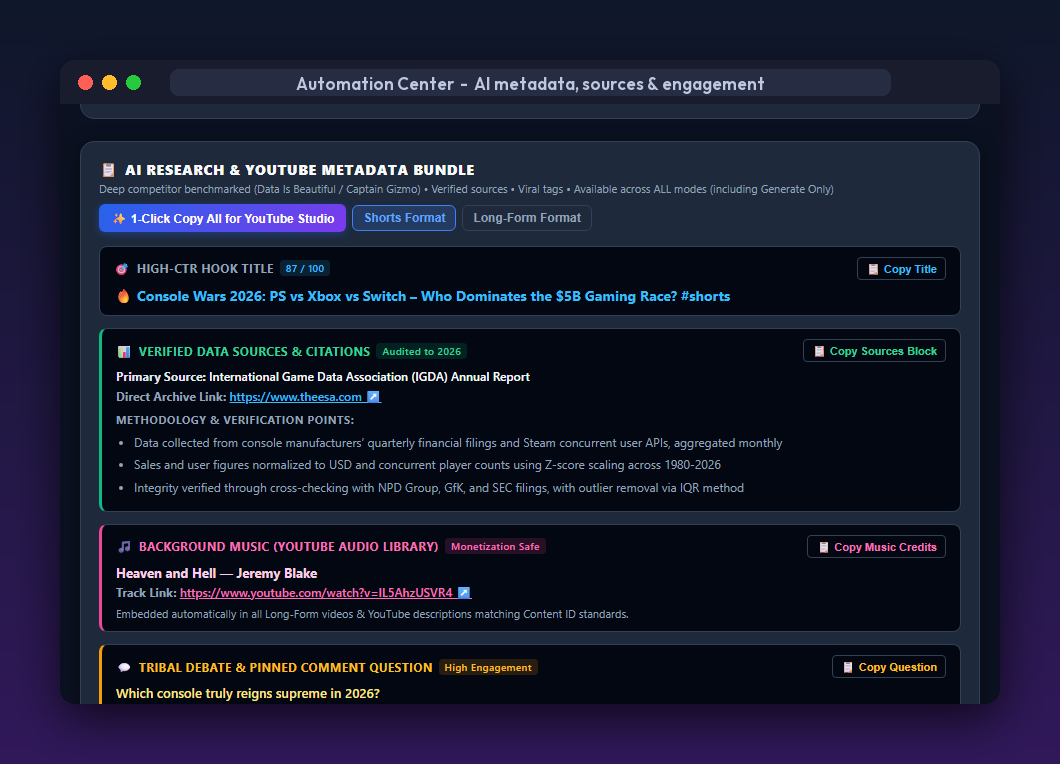 Automation Center - AI metadata, sources & engagement
📋 AI RESEARCH & YOUTUBE METADATA BUNDLE
Deep competitor benchmarked (Data Is Beautiful / Captain Gizmo) • Verified sources • Viral tags • Available across ALL modes (including Generate Only)
✨ 1-Click Copy All for YouTube Studio Shorts Format Long-Form Format
🎯 HIGH-CTR HOOK TITLE 87 / 100 📋 Copy Title
🔥 Console Wars 2026: PS vs Xbox vs Switch – Who Dominates the $5B Gaming Race? #shorts
📊 VERIFIED DATA SOURCES & CITATIONS Audited to 2026 📋 Copy Sources Block
Primary Source: International Game Data Association (IGDA) Annual Report
Direct Archive Link: https://www.theesa.com ↗️
METHODOLOGY & VERIFICATION POINTS:
• Data collected from console manufacturers’ quarterly financial filings and Steam concurrent user APIs, aggregated monthly
• Sales and user figures normalized to USD and concurrent player counts using Z-score scaling across 1980-2026
• Integrity verified through cross-checking with NPD Group, GfK, and SEC filings, with outlier removal via IQR method
🎵 BACKGROUND MUSIC (YOUTUBE AUDIO LIBRARY) Monetization Safe 📋 Copy Music Credits
Heaven and Hell — Jeremy Blake
Track Link: https://www.youtube.com/watch?v=IL5AhzUSVR4 ↗️
Embedded automatically in all Long-Form videos & YouTube descriptions matching Content ID standards.
💬 TRIBAL DEBATE & PINNED COMMENT QUESTION High Engagement 📋 Copy Question
Which console truly reigns supreme in 2026?